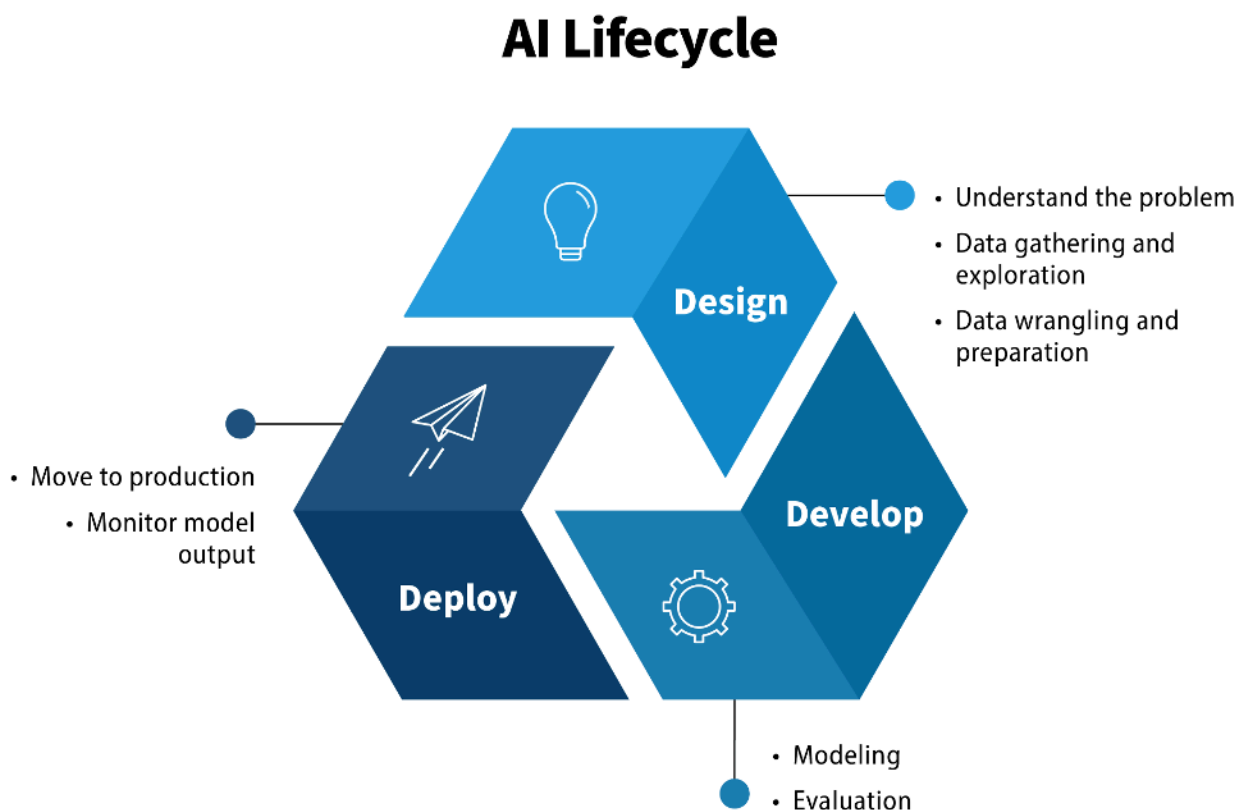 AI Lifecycle
Design
• Understand the problem
• Data gathering and
exploration
• Data wrangling and
preparation
Develop
• Modeling
• Evaluation
Deploy
• Move to production
• Monitor model
output